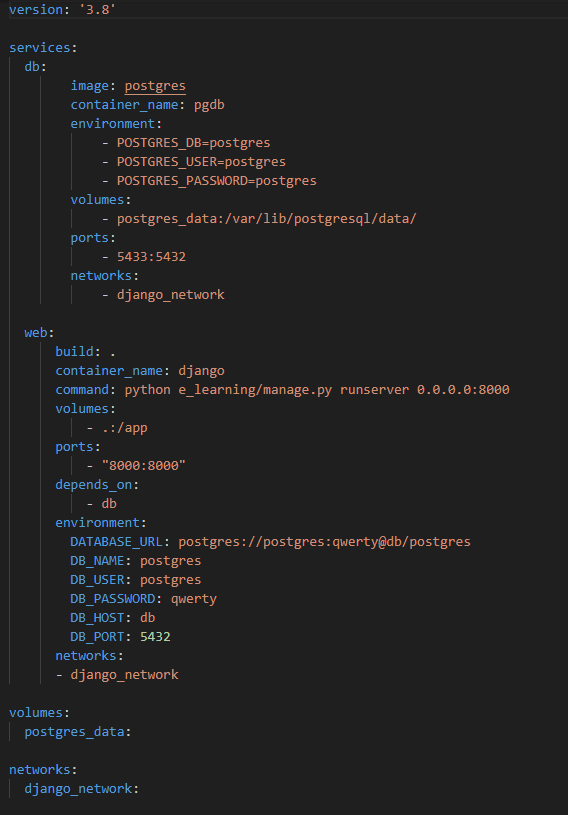 version: '3.8'
services:
db:
image: postgres
container_name: pgdb
environment:
- POSTGRES_DB=postgres
- POSTGRES_USER=postgres
- POSTGRES_PASSWORD=postgres
volumes:
- postgres_data:/var/lib/postgresql/data/
ports:
- 5433:5432
networks:
- django_network
web:
build: .
container_name: django
command: python e_learning/manage.py runserver 0.0.0.0:8000
volumes:
- .:/app
ports:
- "8000:8000"
depends_on:
- db
environment:
DATABASE_URL: postgres://postgres:qwerty@db/postgres
DB_NAME: postgres
DB_USER: postgres
DB_PASSWORD: qwerty
DB_HOST: db
DB_PORT: 5432
networks:
- django_network
volumes:
postgres_data:
networks:
django_network: